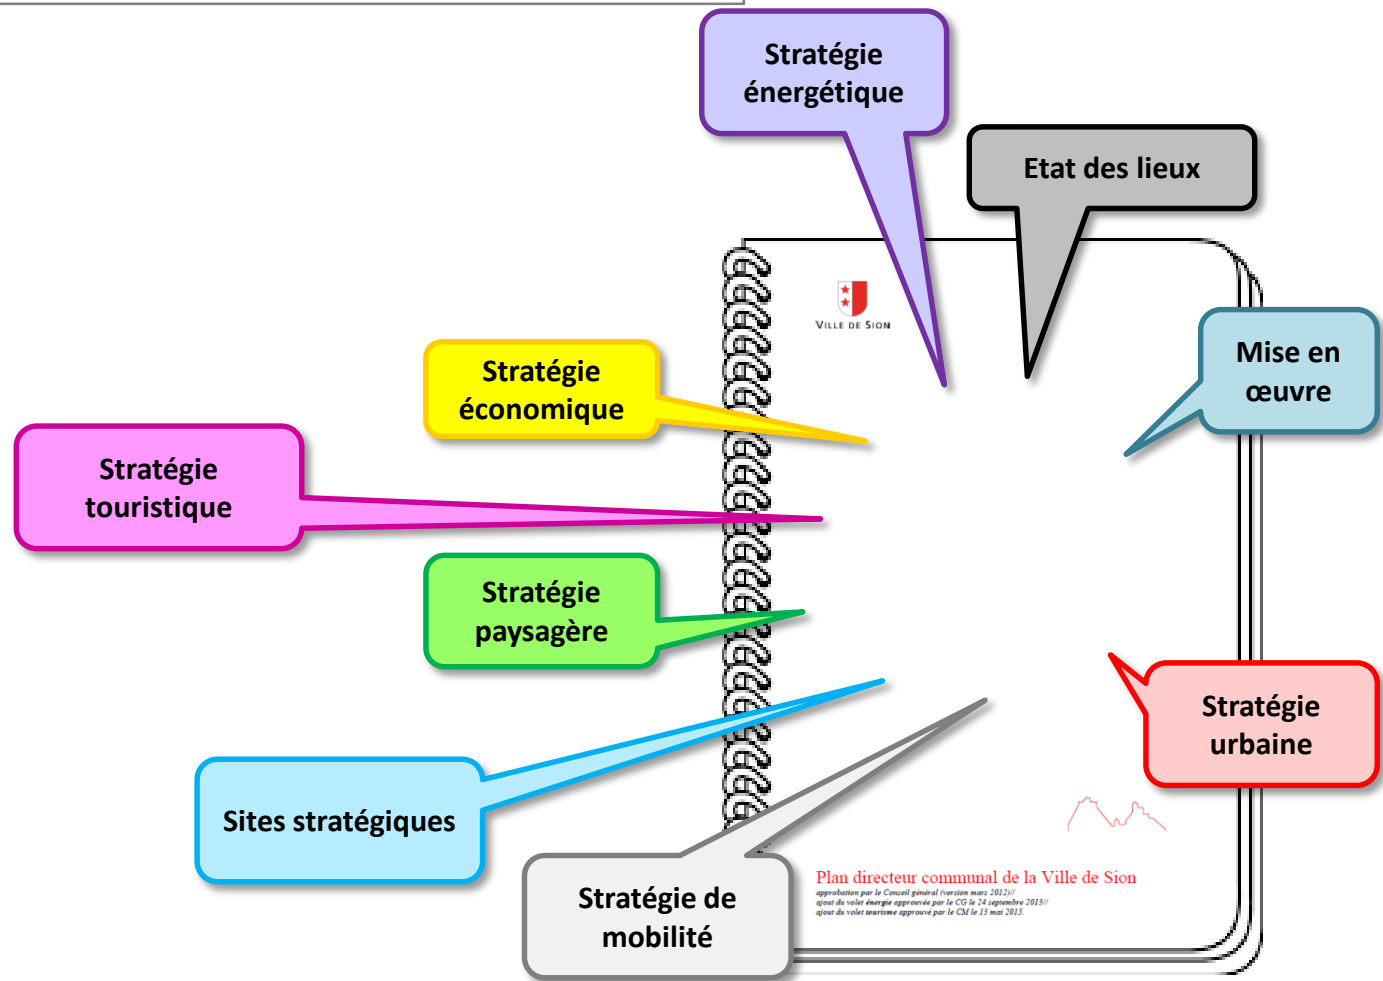 Stratégie
énergétique
Etat des lieux
VILLE DE SION
Mise en
œuvre
Stratégie
économique
Stratégie
touristique
Stratégie
paysagère
Stratégie
urbaine
Sites stratégiques
Stratégie de
mobilité
Plan directeur communal de la Ville de Sion
approbation par le Conseil général (version mars 2012)//
ajout du volet énergie approuvée par le CG le 24 septembre 2013//
ajout du volet tourisme approuvé par le CM le 13 mai 2015.